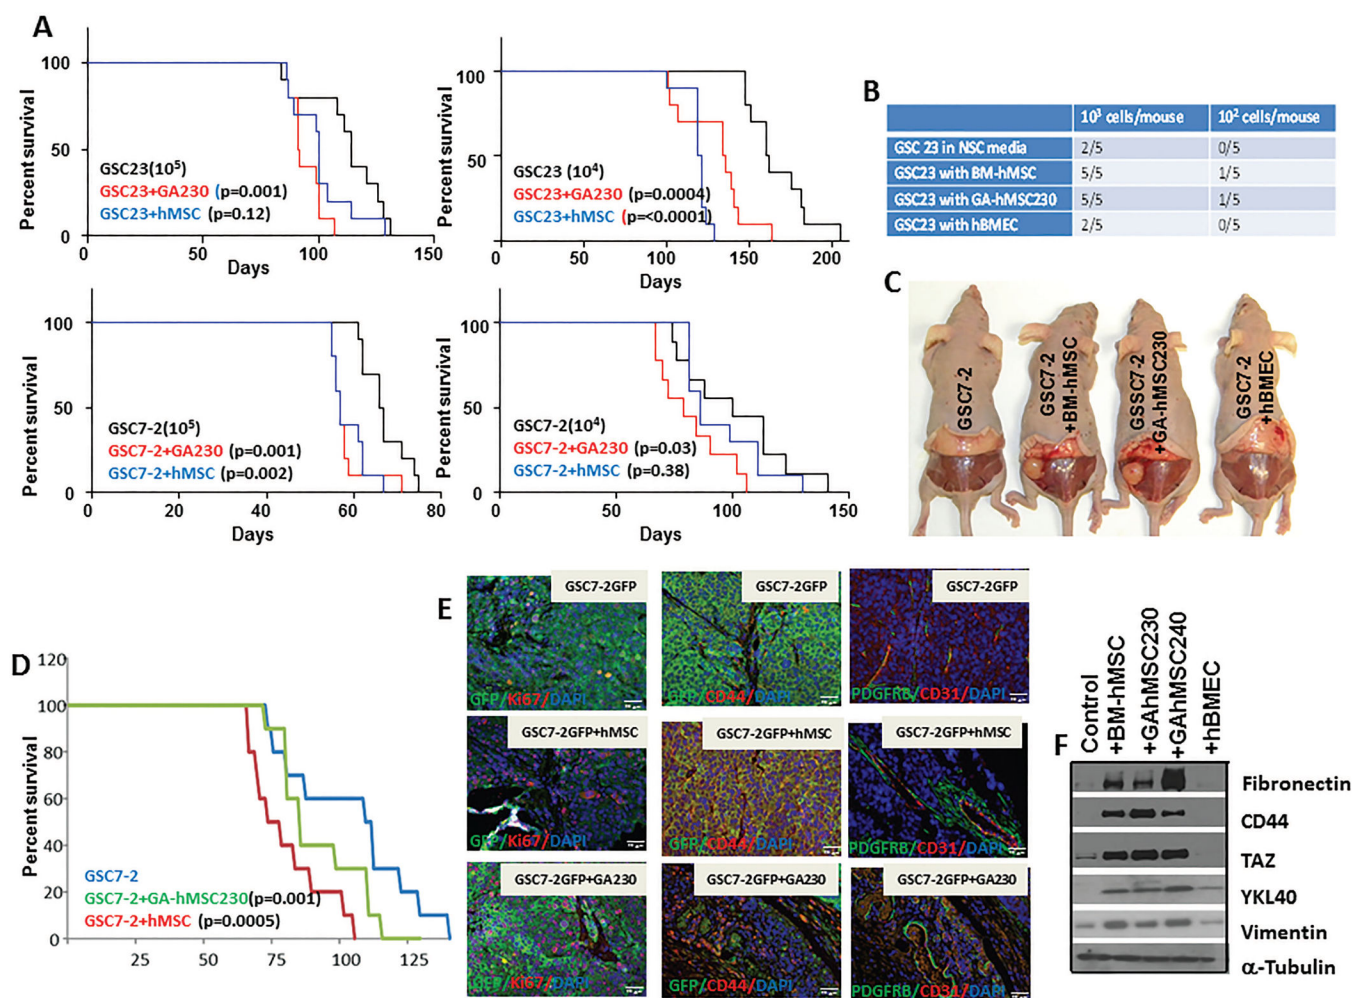 A
Percent survival
100
50
0
GSC23(10⁵)
GSC23+GA230 (p=0.001)
GSC23+hMSC (p=0.12)
0 50 100 150
Days
Percent survival
100
50
GSC23 (10⁴)
GSC23+GA230 (p=0.0004)
GSC23+hMSC (p=<0.0001)
0 50 100 150 200
Days
Percent survival
100
50
0
GSC7-2(10⁵)
GSC7-2+GA230 (p=0.001)
GSC7-2+hMSC (p=0.002)
0 20 40 60 80
Days
Percent survival
100
50
0
GSC7-2(10⁴)
GSC7-2+GA230 (p=0.03)
GSC7-2+hMSC (p=0.38)
50 100 150
Days
B
10³ cells/mouse 10² cells/mouse
GSC 23 in NSC media 2/5 0/5
GSC23 with BM-hMSC 5/5 1/5
GSC23 with GA-hMSC230 5/5 1/5
GSC23 with hBMEC 2/5 0/5
C
GSC7-2
GSC7-2
+BM-hMSC
GSSC7-2
+GA-hMSC230
GSC7-2
+hBMEC
D
Percent survival
120
100
80
60
40
20
0
GSC7-2
GSC7-2+GA-hMSC230(p=0.001)
GSC7-2+hMSC (p=0.0005)
25 50 75 100 125
E
GSC7-2GFP
GFP/Ki67/DAPI
GSC7-2GFP
GFP/CD44/DAPI
GSC7-2GFP
PDGFRB/CD31/DAPI
GSC7-2GFP+hMSC
GFP/Ki67/DAPI
GSC7-2GFP+hMSC
GFP/CD44/DAPI
GSC7-2GFP+hMSC
PDGFRB/CD31/DAPI
GSC7-2GFP+GA230
GFP/Ki67/DAPI
GSC7-2GFP+GA230
GFP/CD44/DAPI
GSC7-2GFP+GA230
PDGFRB/CD31/DAPI
F
Control
+BM-hMSC
+GAhMSC230
+GAhMSC240
+hBMEC
Fibronectin
CD44
TAZ
YKL40
Vimentin
α-Tubulin